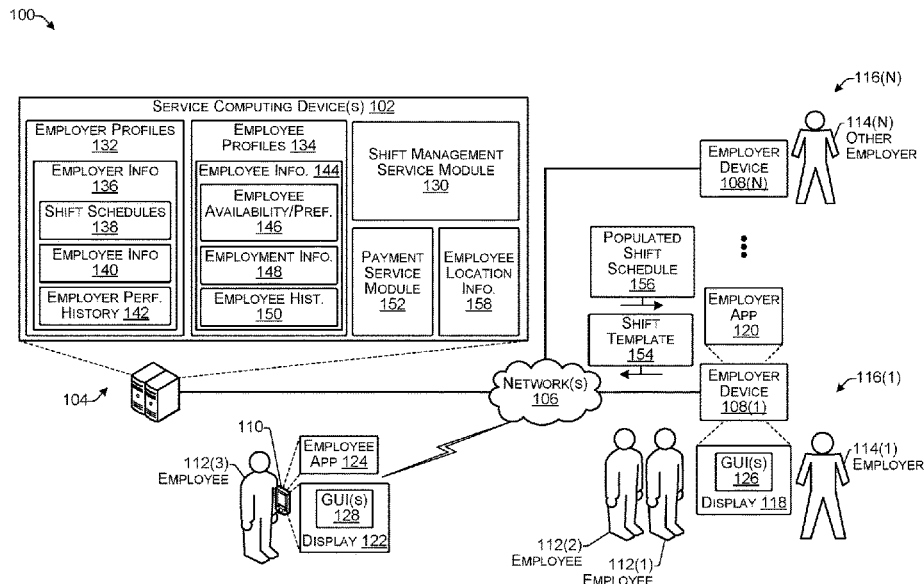 100
SERVICE COMPUTING DEVICE(S) 102
EMPLOYER PROFILES
132
EMPLOYER INFO
136
SHIFT SCHEDULES
138
EMPLOYEE INFO
140
EMPLOYER PERF.
HISTORY 142
EMPLOYEE
PROFILES 134
EMPLOYEE INFO. 144
EMPLOYEE
AVAILABILITY/PREF.
146
EMPLOYMENT INFO.
148
EMPLOYEE HIST.
150
SHIFT MANAGEMENT
SERVICE MODULE
130
PAYMENT
SERVICE
MODULE
152
EMPLOYEE
LOCATION
INFO.
158
116(N)
114(N)
OTHER
EMPLOYER
EMPLOYER
DEVICE
108(N)
POPULATED
SHIFT
SCHEDULE
156
SHIFT
TEMPLATE
154
EMPLOYER
APP
120
EMPLOYER
DEVICE
108(1)
116(1)
104
NETWORK(S)
106
110
112(3)
EMPLOYEE
EMPLOYEE
APP 124
GUI(S)
128
DISPLAY 122
GUI(S)
126
DISPLAY 118
114(1)
EMPLOYER
112(2)
EMPLOYEE
112(1)
EMPLOYEE